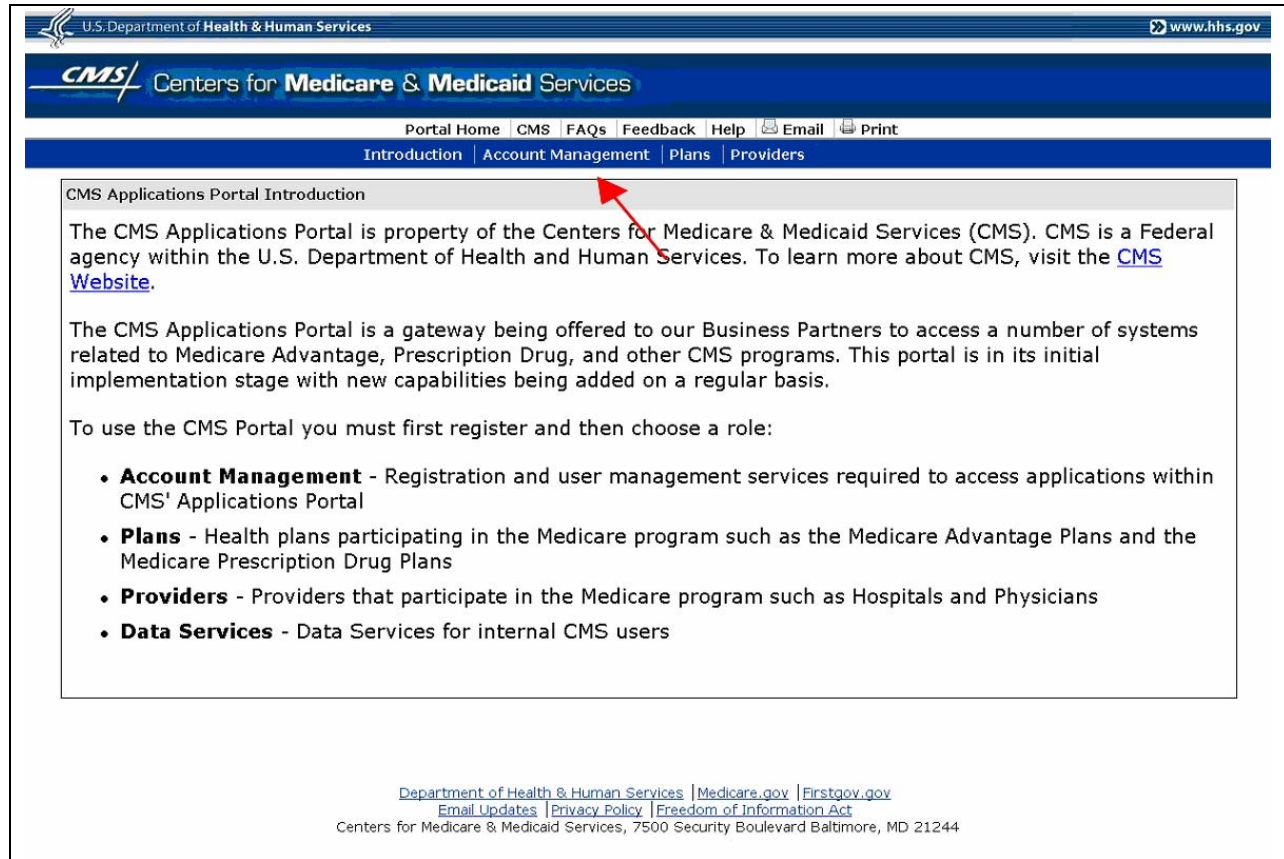 U.S. Department of Health & Human Services
www.hhs.gov
CMS/ Centers for Medicare & Medicaid Services
Portal Home | CMS | FAQs | Feedback | Help | Email | Print
Introduction | Account Management | Plans | Providers
CMS Applications Portal Introduction
The CMS Applications Portal is property of the Centers for Medicare & Medicaid Services (CMS). CMS is a Federal
agency within the U.S. Department of Health and Human Services. To learn more about CMS, visit the CMS
Website.
The CMS Applications Portal is a gateway being offered to our Business Partners to access a number of systems
related to Medicare Advantage, Prescription Drug, and other CMS programs. This portal is in its initial
implementation stage with new capabilities being added on a regular basis.
To use the CMS Portal you must first register and then choose a role:
• Account Management - Registration and user management services required to access applications within
CMS' Applications Portal
• Plans - Health plans participating in the Medicare program such as the Medicare Advantage Plans and the
Medicare Prescription Drug Plans
• Providers - Providers that participate in the Medicare program such as Hospitals and Physicians
• Data Services - Data Services for internal CMS users
Department of Health & Human Services | Medicare.gov | Firstgov.gov
Email Updates | Privacy Policy | Freedom of Information Act
Centers for Medicare & Medicaid Services, 7500 Security Boulevard Baltimore, MD 21244